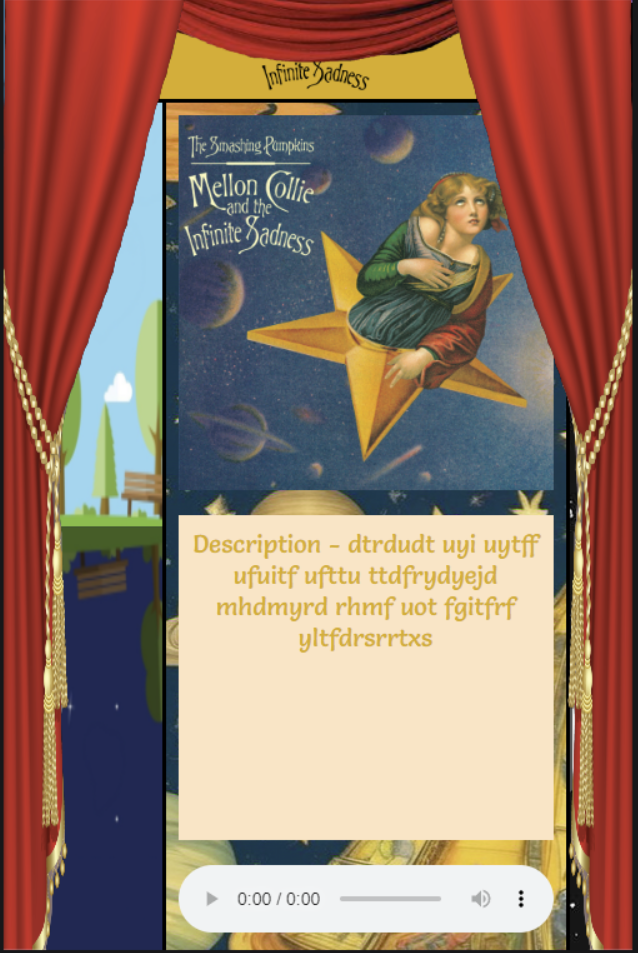 Infinite Sadness
The Smashing Pumpkins
Mellon Collie
and the
Infinite Sadness
Description - dtrdudt uyi uytff
ufuitf ufttu ttdfrydyejd
mhdmyrd rhmf uot fgitfrf
yltfdrsrrtxs
0:00 / 0:00